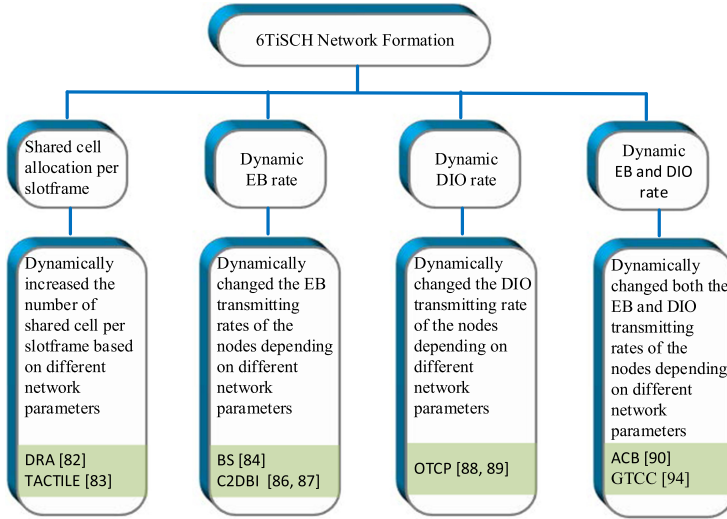 6TiSCH Network Formation
Shared cell
allocation per
slotframe
Dynamic
EB rate
Dynamic
DIO rate
Dynamic
EB and DIO
rate
Dynamically
increased the
number of
shared cell per
slotframe based
on different
network
parameters
DRA [82]
TACTILE [83]
Dynamically
changed the EB
transmitting
rates of the
nodes depending
on different
network
parameters
BS [84]
C2DBI [86, 87]
Dynamically
changed the DIO
transmitting rate
of the nodes
depending on
different
network
parameters
OTCP [88, 89]
Dynamically
changed both the
EB and DIO
transmitting
rates of the
nodes depending
on different
network
parameters
ACB [90]
GTCC [94]